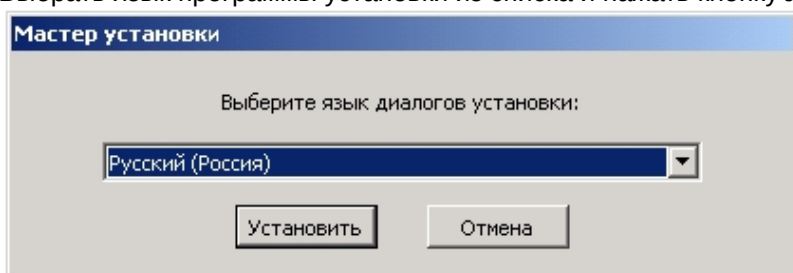 Мастер установки
Выберите язык диалогов установки:
Русский (Россия)
Установить Отмена